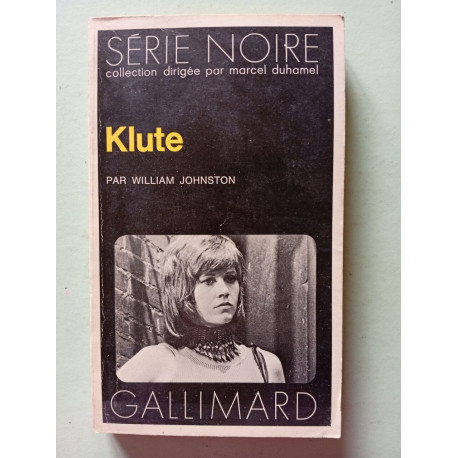 SÉRIE NOIRE
collection dirigée par marcel duhamel
Klute
PAR WILLIAM JOHNSTON
GALLIMARD